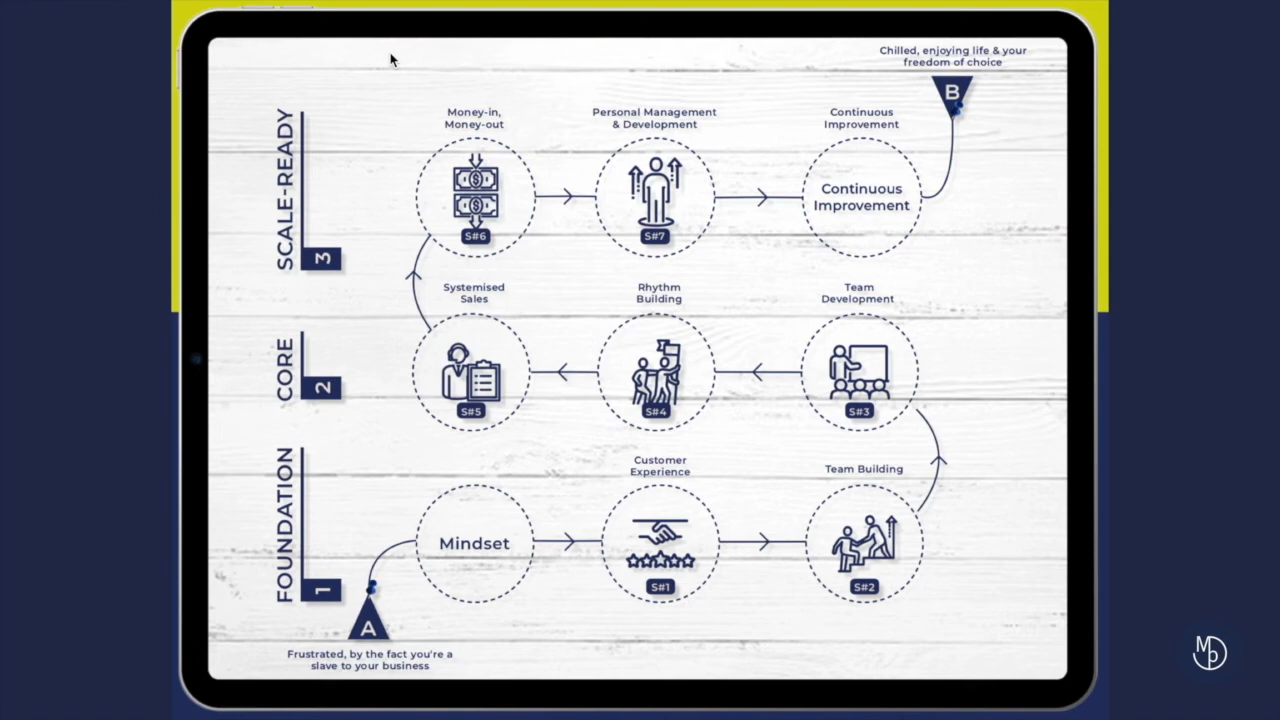 Chilled, enjoying life & your
freedom of choice
B
SCALE-READY
3
Money-in,
Money-out
S#6
Personal Management
& Development
S#7
Continuous
Improvement
Continuous
Improvement
CORE
2
Systemised
Sales
S#5
Rhythm
Building
S#4
Team
Development
S#3
FOUNDATION
1
Mindset
Customer
Experience
S#1
Team Building
S#2
A
Frustrated, by the fact you're a
slave to your business
Mp